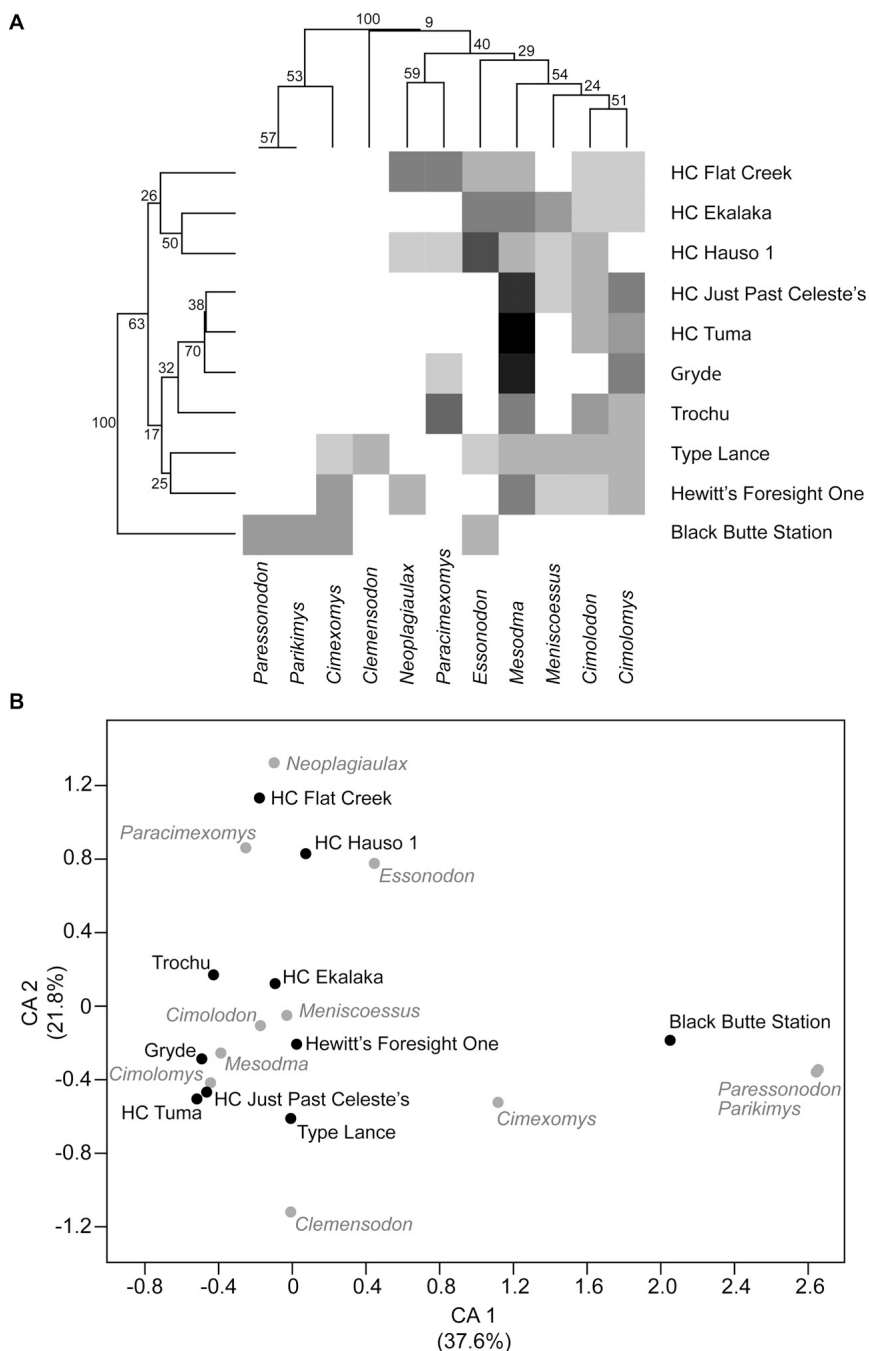 A
100
9
40
29
53
59
54
24
51
57
26
HC Flat Creek
HC Ekalaka
50
HC Hauso 1
38
HC Just Past Celeste's
63
HC Tuma
70
32
Gryde
100
Trochu
17
Type Lance
25
Hewitt's Foresight One
Black Butte Station
Paressonodon
Parikimys
Cimexomys
Clemensodon
Neoplagiaulax
Paracimexomys
Essonodon
Mesodma
Meniscoessus
Cimolodon
Cimolomys
B
Neoplagiaulax
1.2
HC Flat Creek
Paracimexomys
HC Hauso 1
0.8
Essonodon
0.4
Trochu
HC Ekalaka
0
Cimolodon
Meniscoessus
Black Butte Station
Hewitt's Foresight One
Gryde
Mesodma
-0.4
Cimolomys
Paressonodon
Parikimys
HC Just Past Celeste's
HC Tuma
Cimexomys
Type Lance
-0.8
Clemensodon
-1.2
CA 2
(21.8%)
-0.8
-0.4
0
0.4
0.8
1.2
1.6
2.0
2.4
2.6
CA 1
(37.6%)